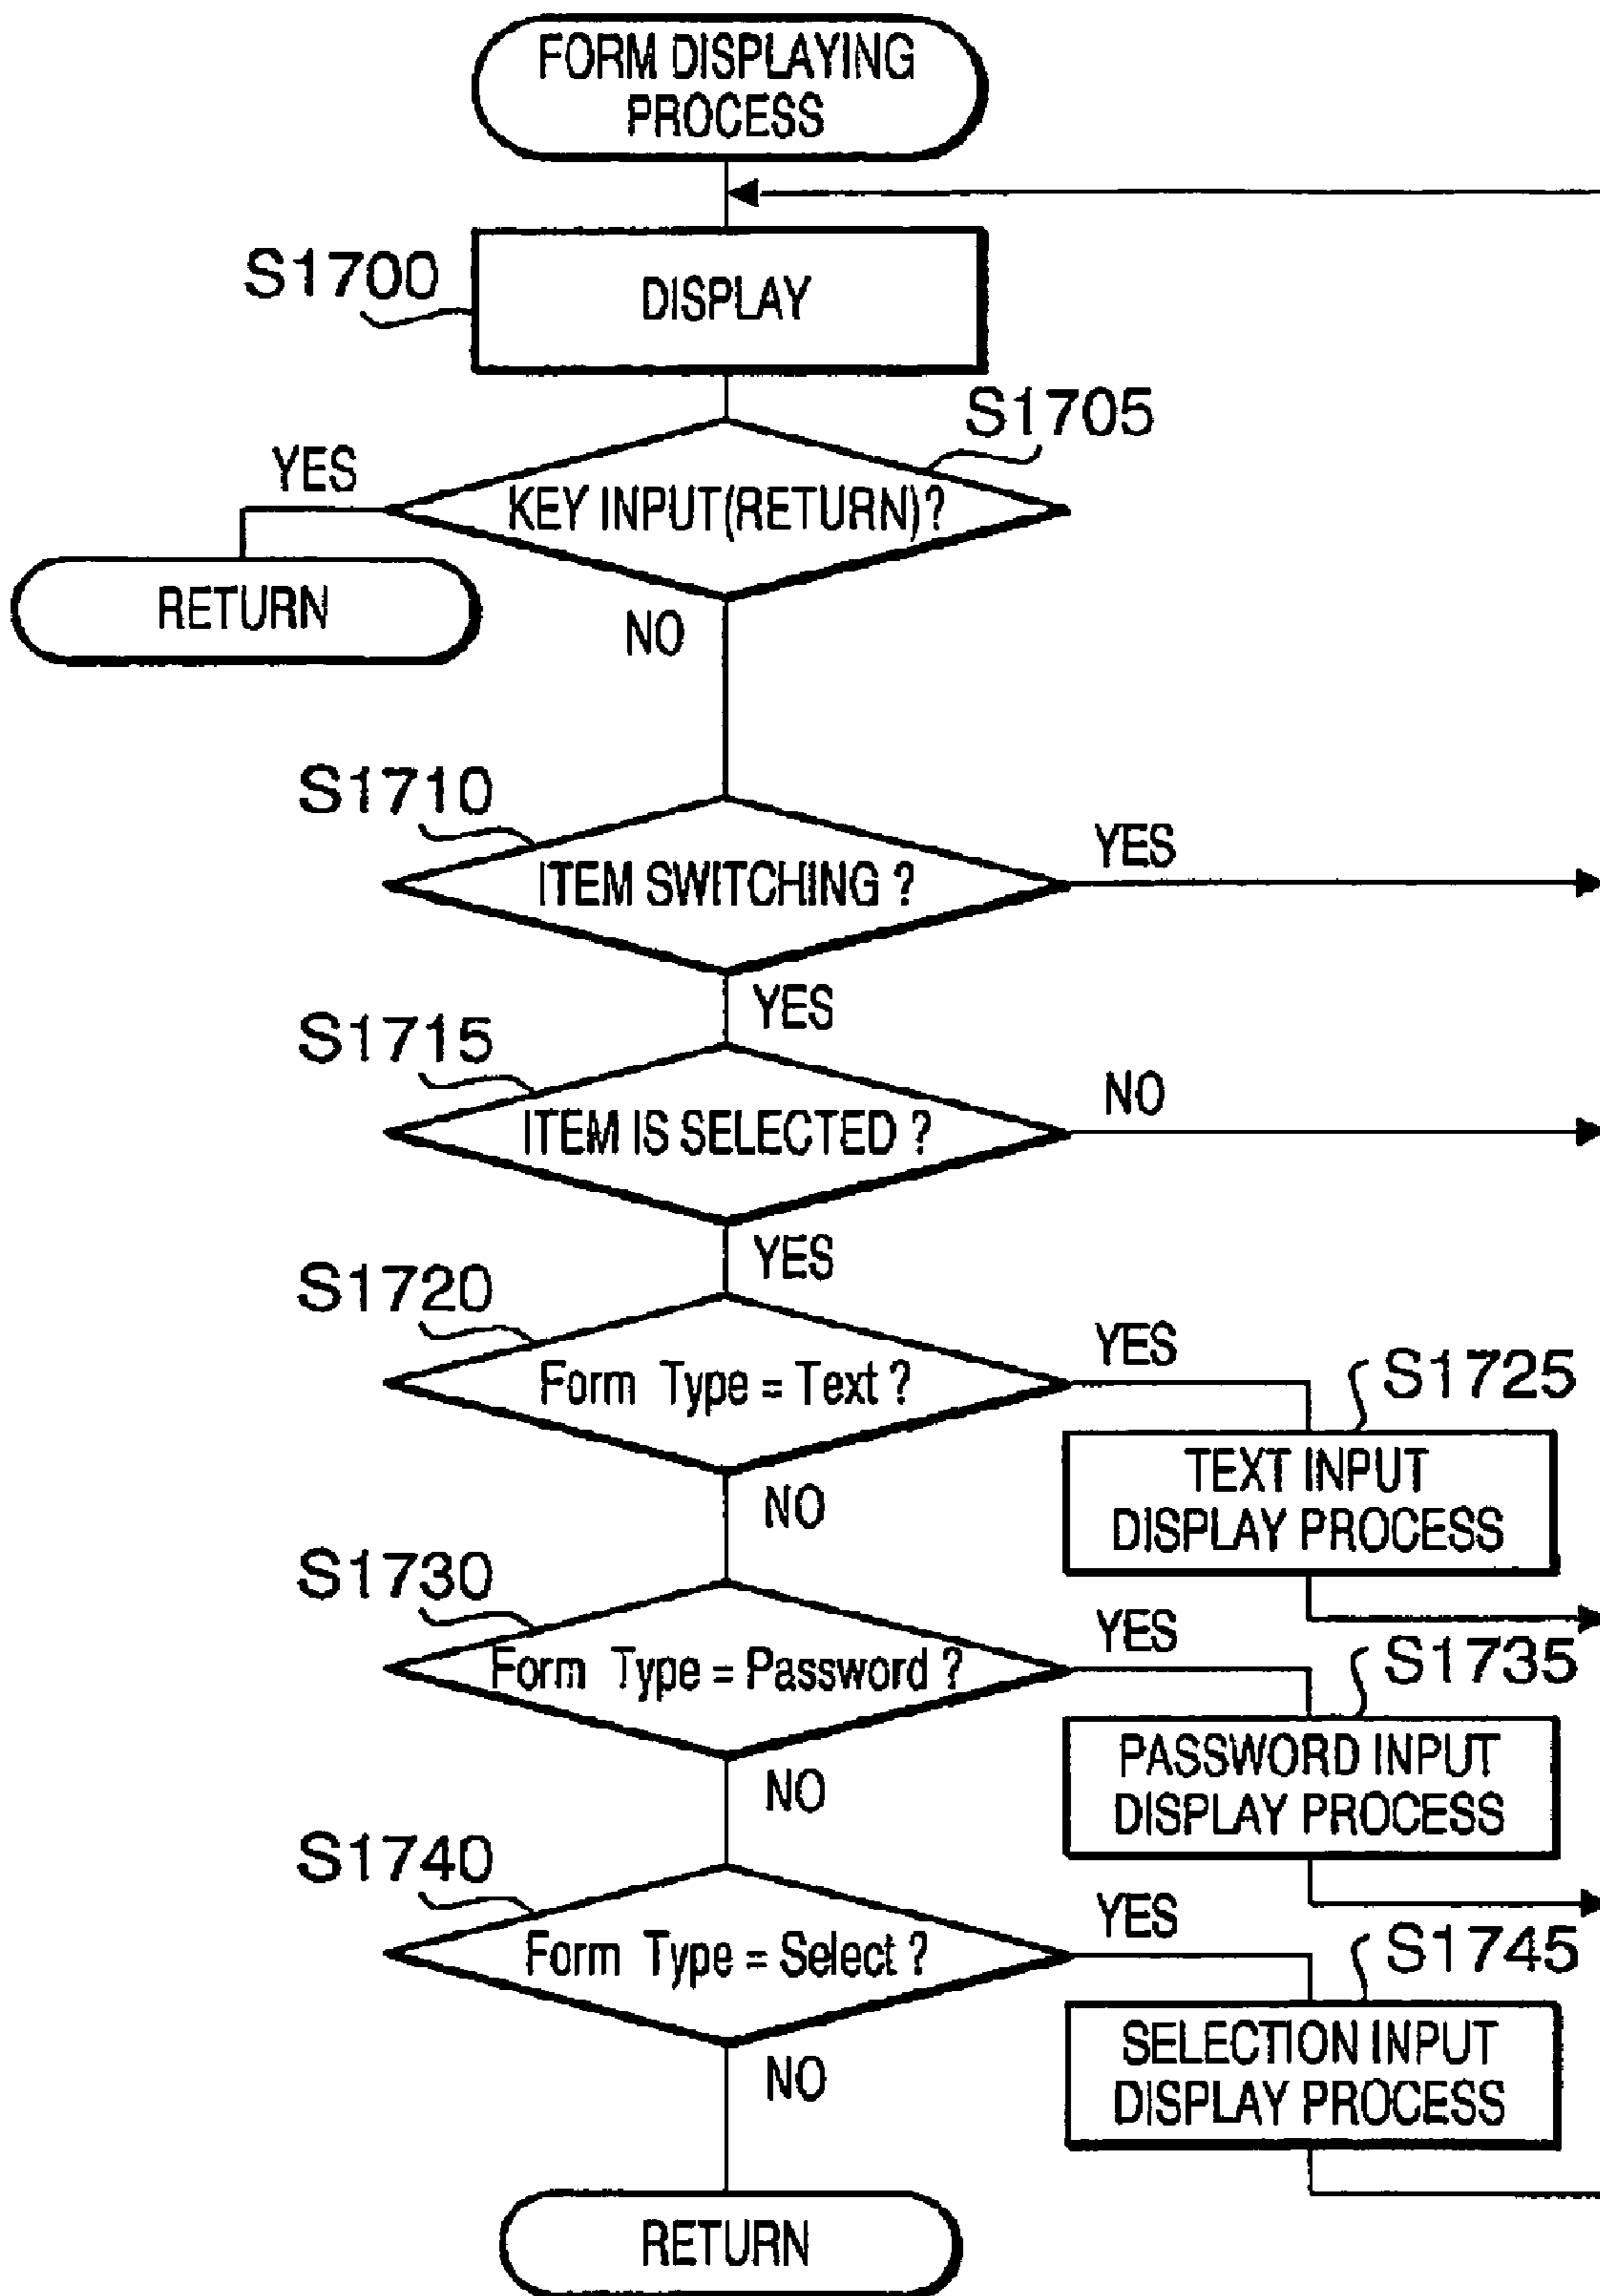 FORM DISPLAYING
PROCESS
S1700
DISPLAY
S1705
YES
KEY INPUT(RETURN)?
RETURN
NO
S1710
YES
ITEM SWITCHING ?
YES
S1715
NO
ITEM IS SELECTED ?
YES
S1720
YES
Form Type = Text ?
S1725
TEXT INPUT
DISPLAY PROCESS
NO
S1730
YES
Form Type = Password ?
S1735
PASSWORD INPUT
DISPLAY PROCESS
NO
S1740
YES
Form Type = Select ?
S1745
SELECTION INPUT
DISPLAY PROCESS
NO
RETURN